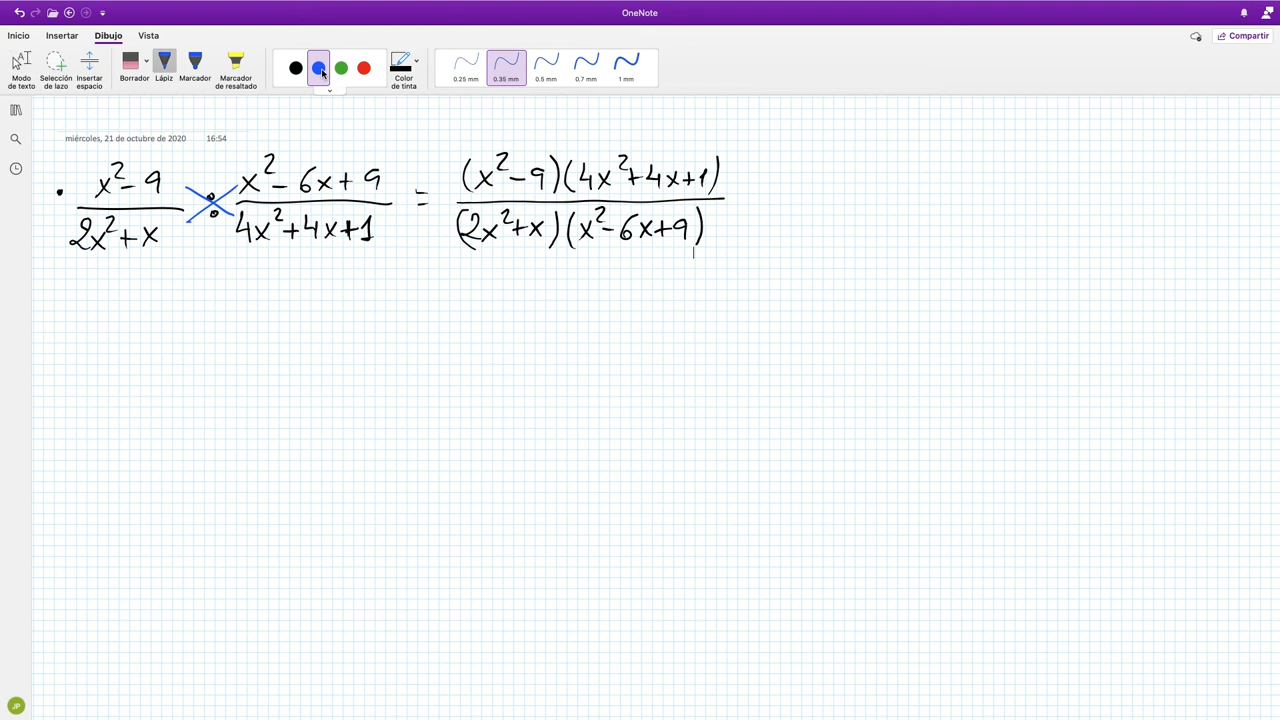 OneNote
Inicio Insertar Dibujo Vista Compartir
Modo de texto Selección de lazo Insertar espacio Borrador Lápiz Marcador Marcador de resaltado Color de tinta 0.25 mm 0.35 mm 0.5 mm 0.7 mm 1 mm
miércoles, 21 de octubre de 2020 16:54
x² - 9 x² - 6x + 9 (x² - 9)(4x² + 4x + 1)
· ──── : ──── = ────
2x² + x 4x² + 4x + 1 (2x² + x)(x² - 6x + 9)
JP